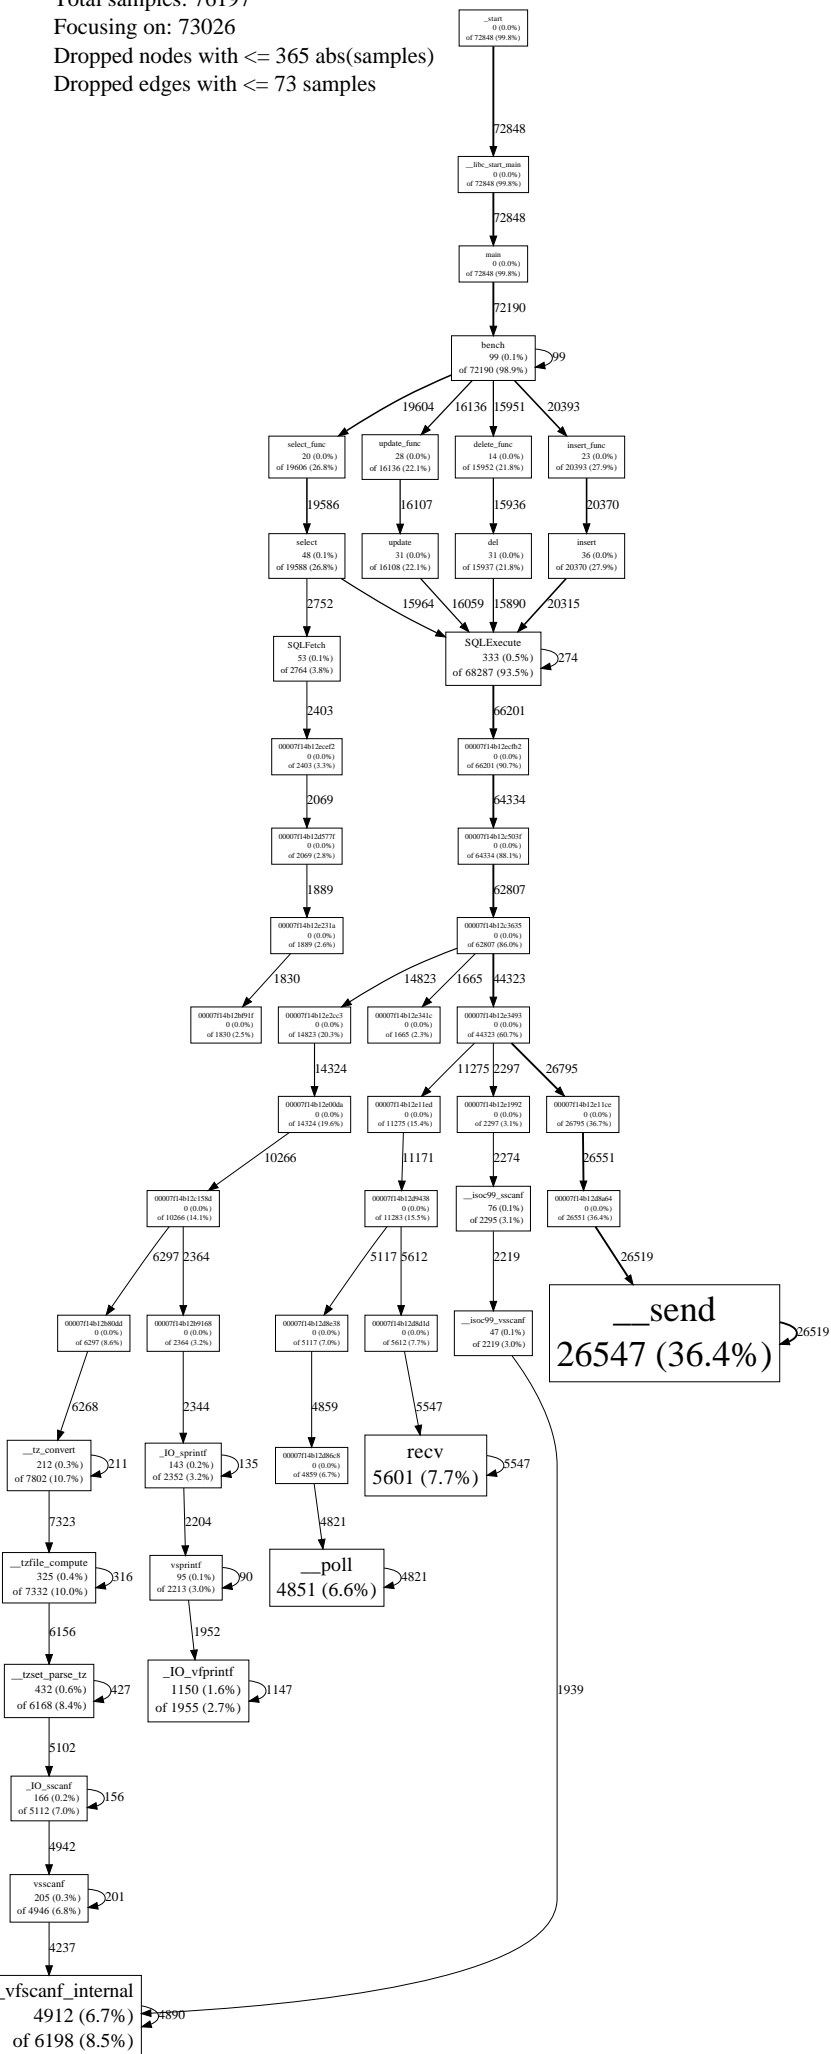 Total samples: 76197
Focusing on: 73026
Dropped nodes with <= 365 abs(samples)
Dropped edges with <= 73 samples
_start
0 (0.0%)
of 72848 (99.8%)
72848
__libc_start_main
0 (0.0%)
of 72848 (99.8%)
72848
main
0 (0.0%)
of 72848 (99.8%)
72190
bench
99 (0.1%)
of 72190 (98.9%)
99
19604
16136
15951
20393
select_func
20 (0.0%)
of 19606 (26.8%)
update_func
28 (0.0%)
of 16136 (22.1%)
delete_func
14 (0.0%)
of 15952 (21.8%)
insert_func
23 (0.0%)
of 20393 (27.9%)
19586
16107
15936
20370
select
48 (0.1%)
of 19588 (26.8%)
update
31 (0.0%)
of 16108 (22.1%)
del
31 (0.0%)
of 15937 (21.8%)
insert
36 (0.0%)
of 20370 (27.9%)
2752
15964
16059
15890
20315
SQLFetch
53 (0.1%)
of 2764 (3.8%)
SQLExecute
333 (0.5%)
of 68287 (93.5%)
274
2403
66201
00007f14b12ecef2
0 (0.0%)
of 2403 (3.3%)
00007f14b12ecfb2
0 (0.0%)
of 66201 (90.7%)
2069
64334
00007f14b12d577f
0 (0.0%)
of 2069 (2.8%)
00007f14b12c503f
0 (0.0%)
of 64334 (88.1%)
1889
62807
00007f14b12e231a
0 (0.0%)
of 1889 (2.6%)
00007f14b12c3635
0 (0.0%)
of 62807 (86.0%)
1830
14823
1665
44323
00007f14b12bf91f
0 (0.0%)
of 1830 (2.5%)
00007f14b12e2cc3
0 (0.0%)
of 14823 (20.3%)
00007f14b12e341c
0 (0.0%)
of 1665 (2.3%)
00007f14b12e3493
0 (0.0%)
of 44323 (60.7%)
14324
11275
2297
26795
00007f14b12e00da
0 (0.0%)
of 14324 (19.6%)
00007f14b12e11ed
0 (0.0%)
of 11275 (15.4%)
00007f14b12e1992
0 (0.0%)
of 2297 (3.1%)
00007f14b12e11ce
0 (0.0%)
of 26795 (36.7%)
10266
11171
2274
26551
00007f14b12c158d
0 (0.0%)
of 10266 (14.1%)
00007f14b12d9438
0 (0.0%)
of 11283 (15.5%)
__isoc99_sscanf
76 (0.1%)
of 2295 (3.1%)
00007f14b12d8a64
0 (0.0%)
of 26551 (36.4%)
6297
2364
5117
5612
2219
26519
00007f14b12b80dd
0 (0.0%)
of 6297 (8.6%)
00007f14b12b9168
0 (0.0%)
of 2364 (3.2%)
00007f14b12d8e38
0 (0.0%)
of 5117 (7.0%)
00007f14b12d8d1d
0 (0.0%)
of 5612 (7.7%)
__isoc99_vsscanf
47 (0.1%)
of 2219 (3.0%)
__send
26547 (36.4%)
26519
6268
2344
4859
5547
__tz_convert
212 (0.3%)
of 7802 (10.7%)
211
_IO_sprintf
143 (0.2%)
of 2352 (3.2%)
135
00007f14b12d86c8
0 (0.0%)
of 4859 (6.7%)
recv
5601 (7.7%)
5547
7323
2204
4821
__tzfile_compute
325 (0.4%)
of 7332 (10.0%)
316
vsprintf
95 (0.1%)
of 2213 (3.0%)
90
__poll
4851 (6.6%)
4821
6156
1952
__tzset_parse_tz
432 (0.6%)
of 6168 (8.4%)
427
_IO_vfprintf
1150 (1.6%)
of 1955 (2.7%)
1147
1939
5102
_IO_sscanf
166 (0.2%)
of 5112 (7.0%)
156
4942
vsscanf
205 (0.3%)
of 4946 (6.8%)
201
4237
_vfscanf_internal
4912 (6.7%)
of 6198 (8.5%)
4890